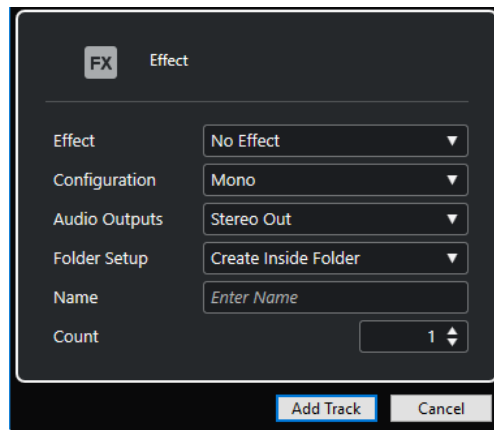 FX Effect
Effect No Effect
Configuration Mono
Audio Outputs Stereo Out
Folder Setup Create Inside Folder
Name Enter Name
Count 1
Add Track Cancel